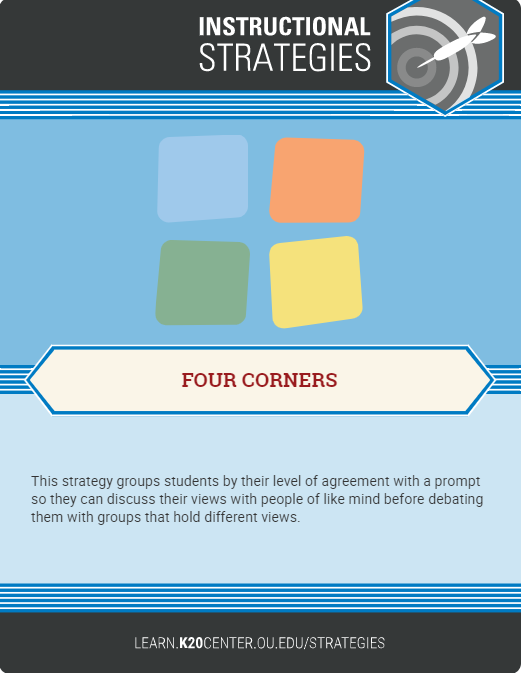 INSTRUCTIONAL
STRATEGIES
FOUR CORNERS
This strategy groups students by their level of agreement with a prompt
so they can discuss their views with people of like mind before debating
them with groups that hold different views.
LEARN.K20CENTER.OU.EDU/STRATEGIES